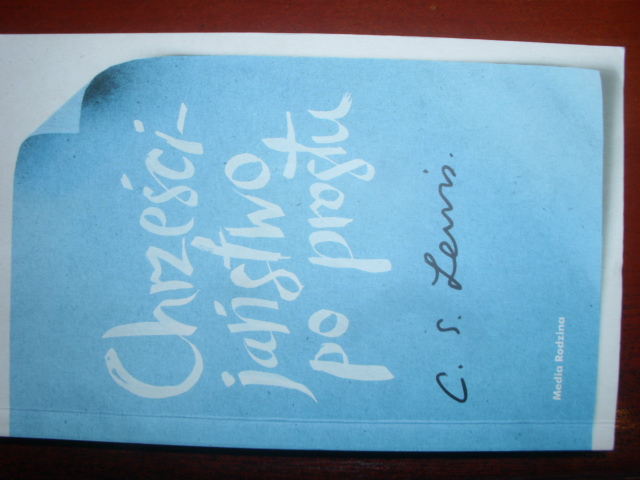 Chrześci-
jaństwo
po prostu
C. S. Lewis.
Media Rodzina